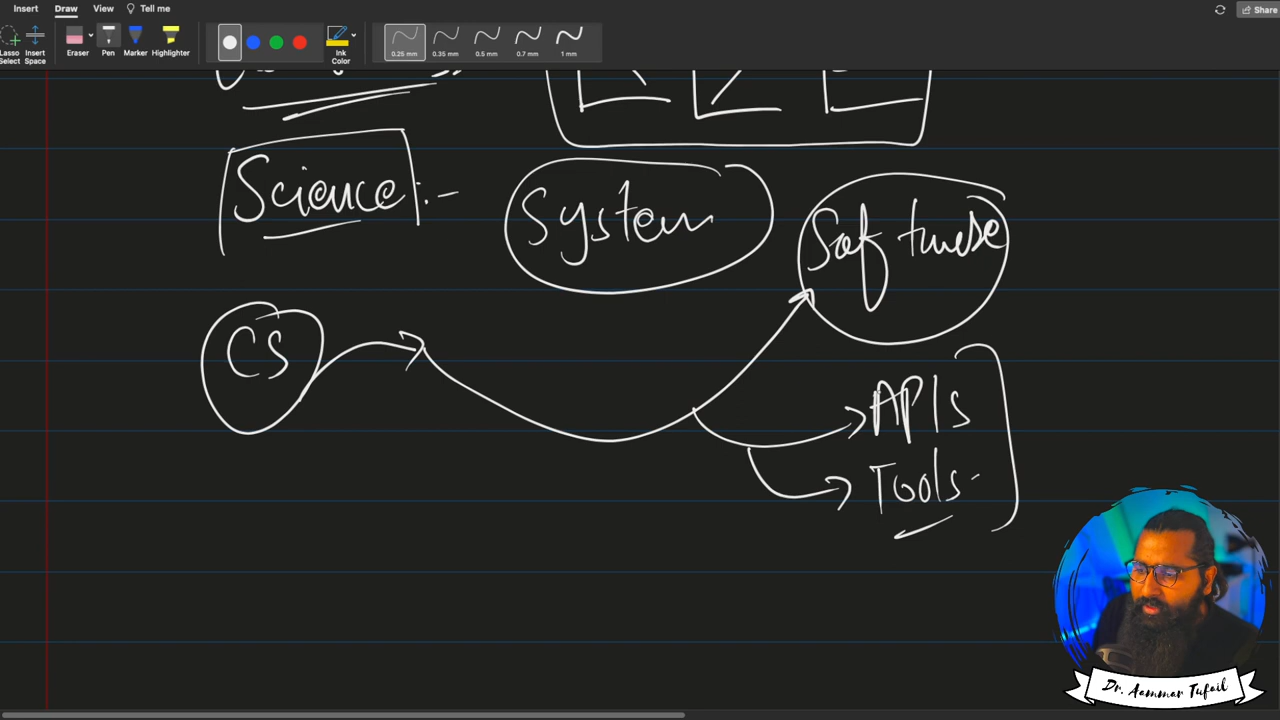 Insert Draw View Tell me
Share
Lasso Select
Insert Space
Eraser
Pen
Marker
Highlighter
Ink Color
0.25 mm
0.35 mm
0.5 mm
0.7 mm
1 mm
Science:-
System
Software
CS
APIs
Tools
Dr. Aammar Tufail